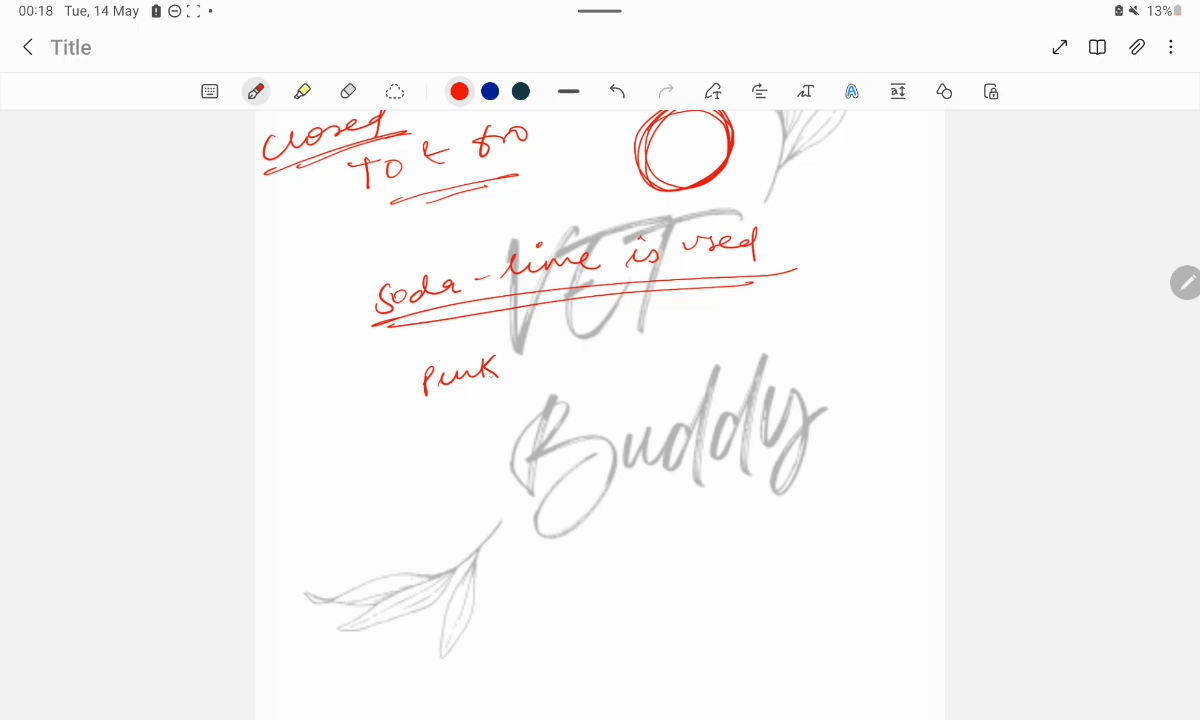 00:18 Tue, 14 May 13%
Title
closed
To & fro
soda-lime is used
Pink
VET
Buddy